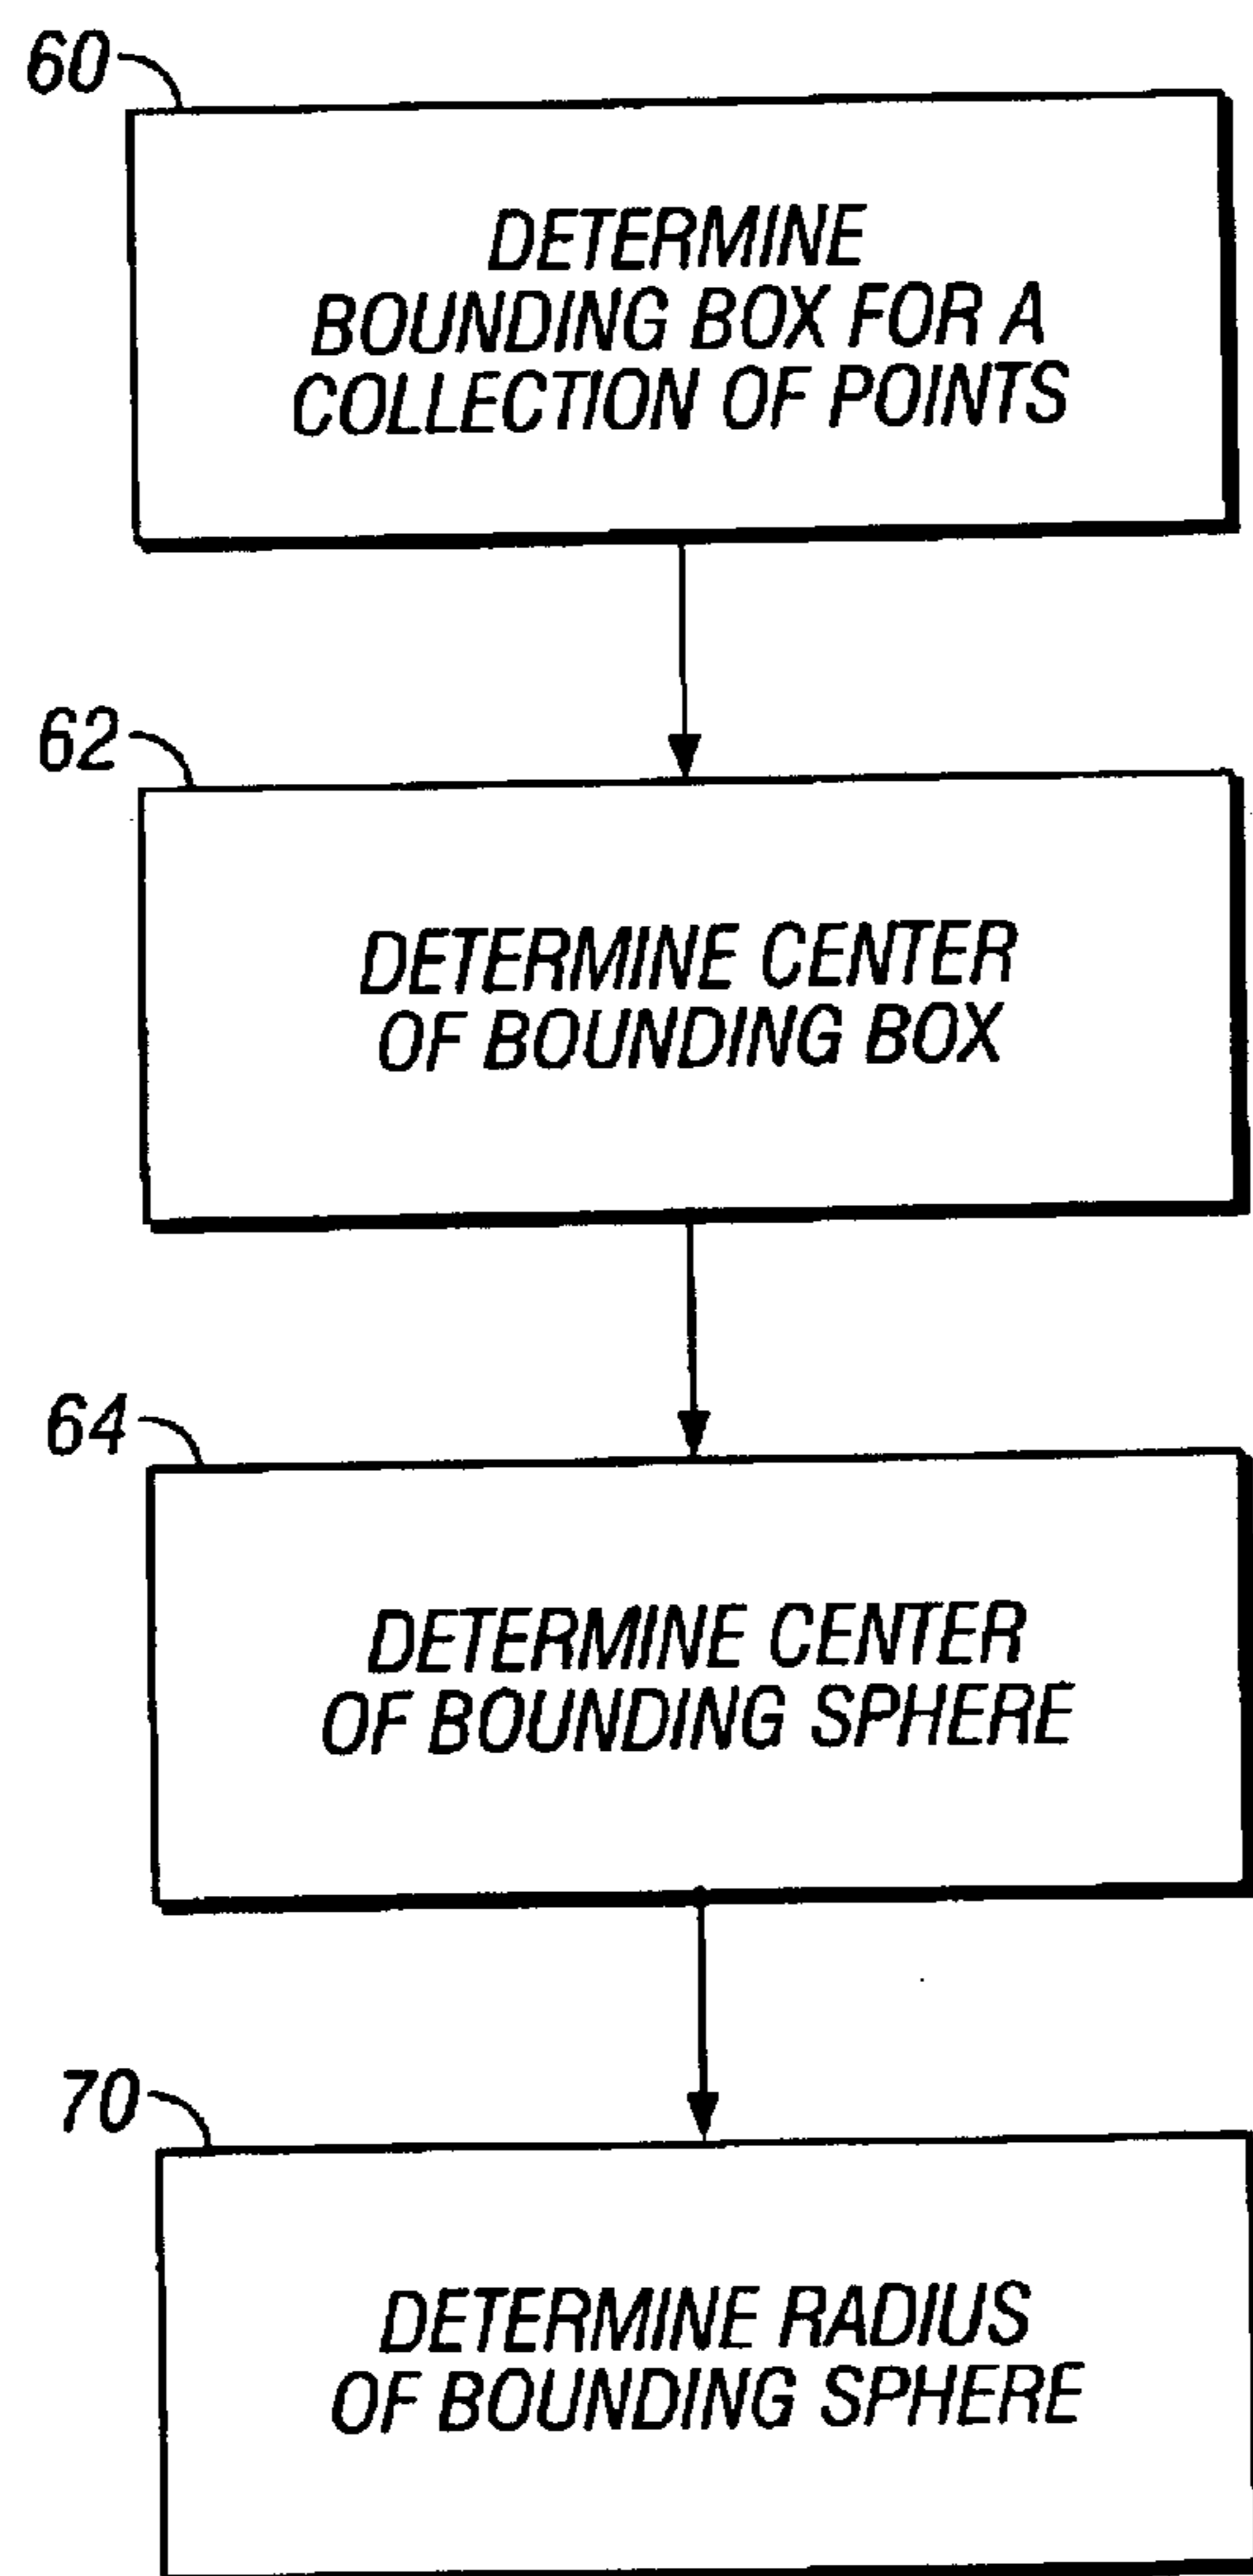 60
DETERMINE
BOUNDING BOX FOR A
COLLECTION OF POINTS
62
DETERMINE CENTER
OF BOUNDING BOX
64
DETERMINE CENTER
OF BOUNDING SPHERE
70
DETERMINE RADIUS
OF BOUNDING SPHERE